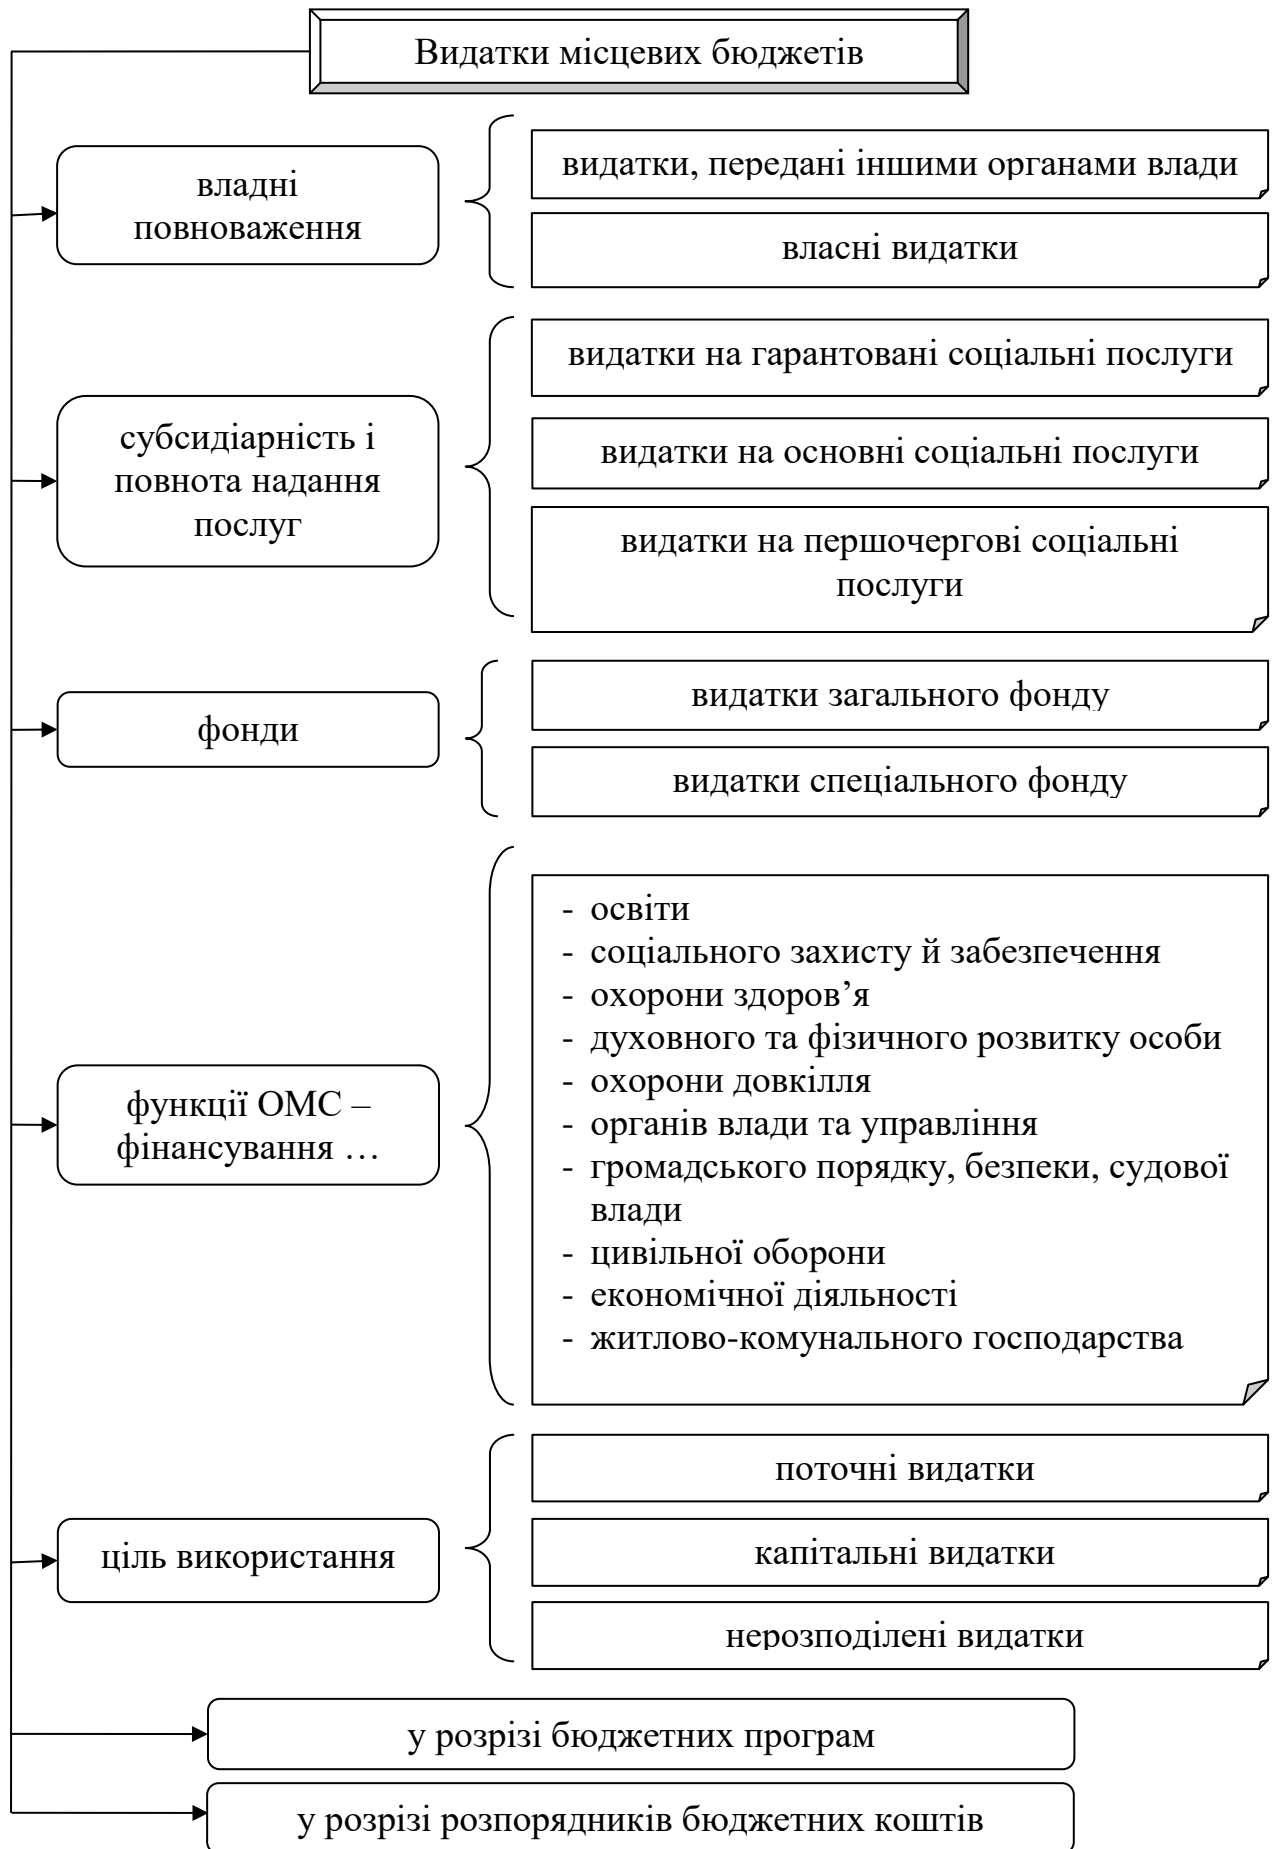 Видатки місцевих бюджетів
владні
повноваження
видатки, передані іншими органами влади
власні видатки
субсидіарність і
повнота надання
послуг
видатки на гарантовані соціальні послуги
видатки на основні соціальні послуги
видатки на першочергові соціальні
послуги
фонди
видатки загального фонду
видатки спеціального фонду
функції ОМС –
фінансування …
- освіти
- соціального захисту й забезпечення
- охорони здоров’я
- духовного та фізичного розвитку особи
- охорони довкілля
- органів влади та управління
- громадського порядку, безпеки, судової
влади
- цивільної оборони
- економічної діяльності
- житлово-комунального господарства
ціль використання
поточні видатки
капітальні видатки
нерозподілені видатки
у розрізі бюджетних програм
у розрізі розпорядників бюджетних коштів